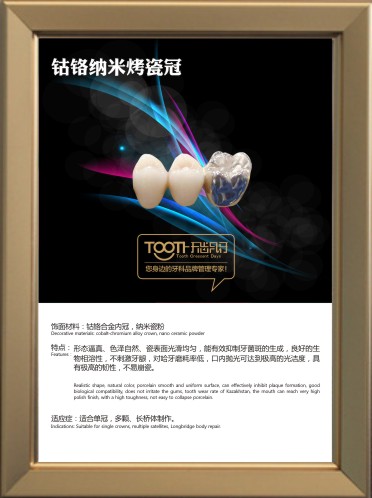 钴铬纳米烤瓷冠
TOOTH 牙尚月牙
Tooth Crescent Days
您身边的牙科品牌管理专家!
饰面材料：钴铬合金内冠，纳米瓷粉
Decorative materials: cobalt-chromium alloy crown, nano ceramic powder
特点：形态逼真、色泽自然、瓷表面光滑均匀，能有效抑制牙菌斑的生成，良好的生
Features
物相溶性，不刺激牙龈，对𬌗牙磨耗率低，口内抛光可达到极高的光洁度，具
有极高的韧性，不易崩瓷。
Realistic shape, natural color, porcelain smooth and uniform surface, can effectively inhibit plaque formation, good
biological compatibility, does not irritate the gums, tooth wear rate of Kazakhstan, the mouth can reach very high
polish finish, with a high toughness, not easy to collapse porcelain.
适应症：适合单冠，多颗、长桥体制作。
Indications: Suitable for single crowns, multiple satellites, Longbridge body repair.